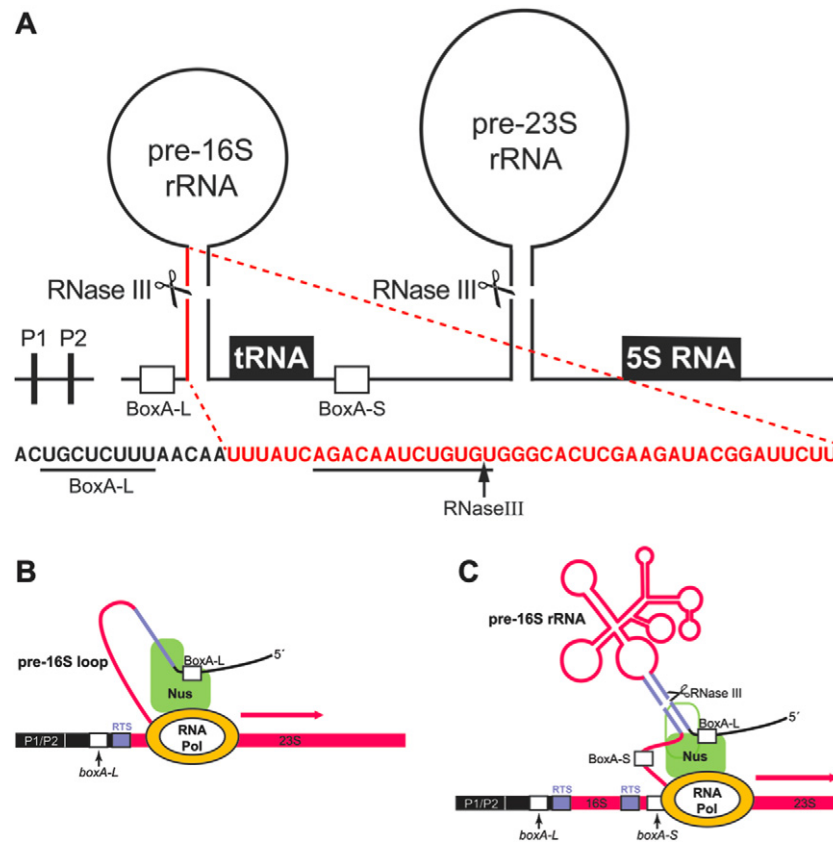 A
pre-16S
rRNA
pre-23S
rRNA
RNase III
RNase III
P1 P2
tRNA
5S RNA
BoxA-L
BoxA-S
ACUGCUCUUUAACAAUUUAUCAGACAAUCUGUGUGGGCACUCGAAGAUACGGAUUCUU
BoxA-L
RNaseIII
B
pre-16S loop
BoxA-L
5´
Nus
RNA
Pol
P1/P2
RTS
23S
boxA-L
C
pre-16S rRNA
RNase III
BoxA-L
5´
BoxA-S
Nus
RNA
Pol
P1/P2
RTS
16S
RTS
23S
boxA-L
boxA-S